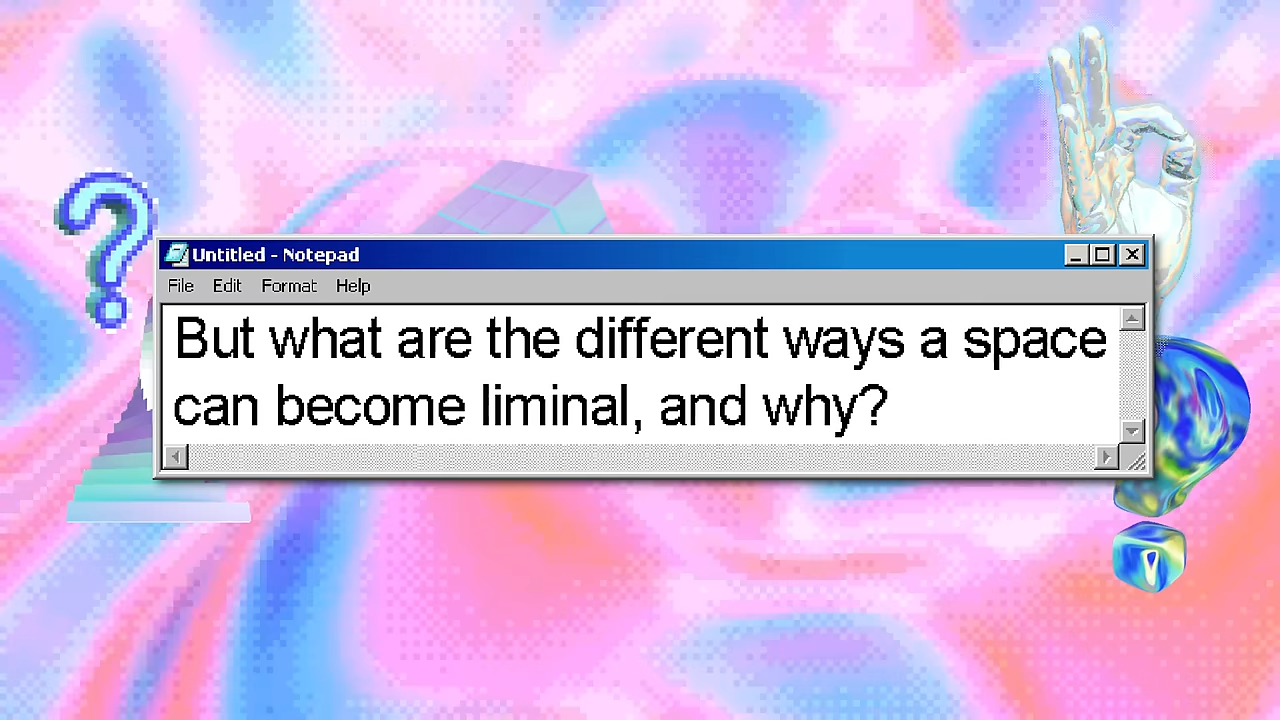 Untitled - Notepad
File Edit Format Help
But what are the different ways a space
can become liminal, and why?